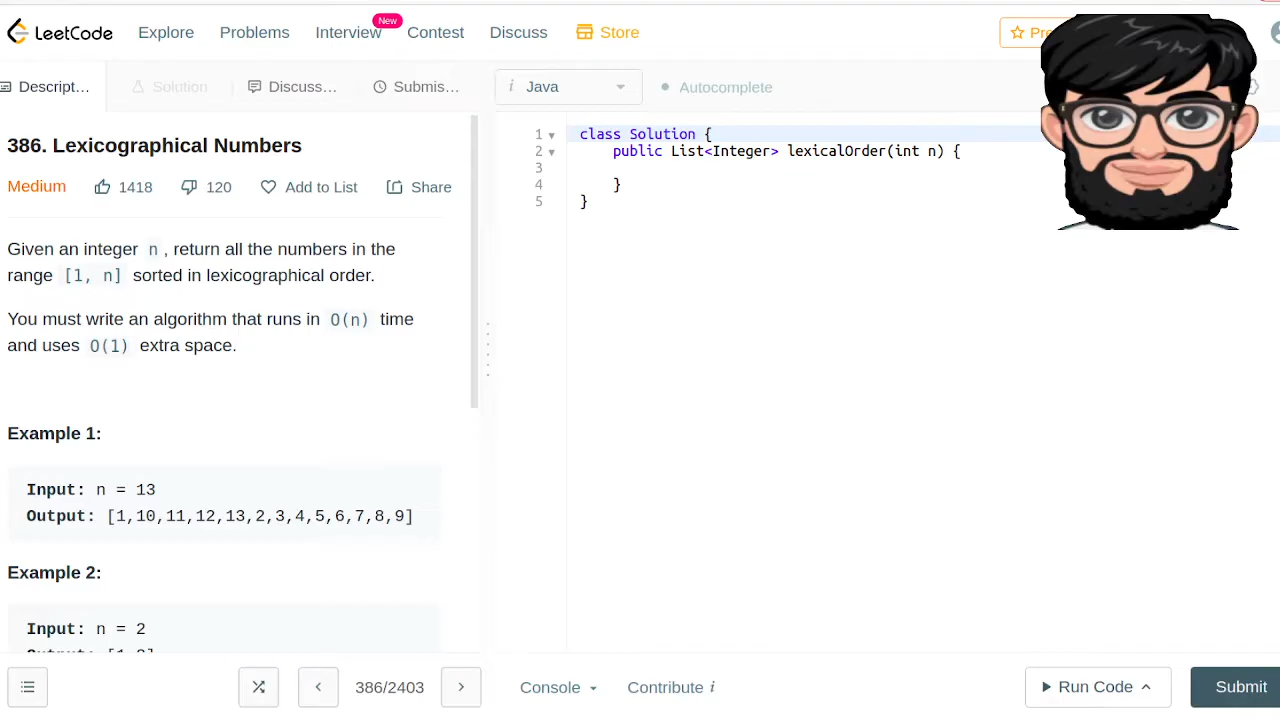 LeetCode Explore Problems Interview New Contest Discuss Store Pre
Descript... Solution Discuss... Submis... i Java Autocomplete
386. Lexicographical Numbers
Medium 1418 120 Add to List Share
Given an integer n , return all the numbers in the
range [1, n] sorted in lexicographical order.
You must write an algorithm that runs in O(n) time
and uses O(1) extra space.
Example 1:
Input: n = 13
Output: [1,10,11,12,13,2,3,4,5,6,7,8,9]
Example 2:
Input: n = 2
1 class Solution {
2 public List<Integer> lexicalOrder(int n) {
3
4 }
5 }
386/2403 Console Contribute i Run Code Submit